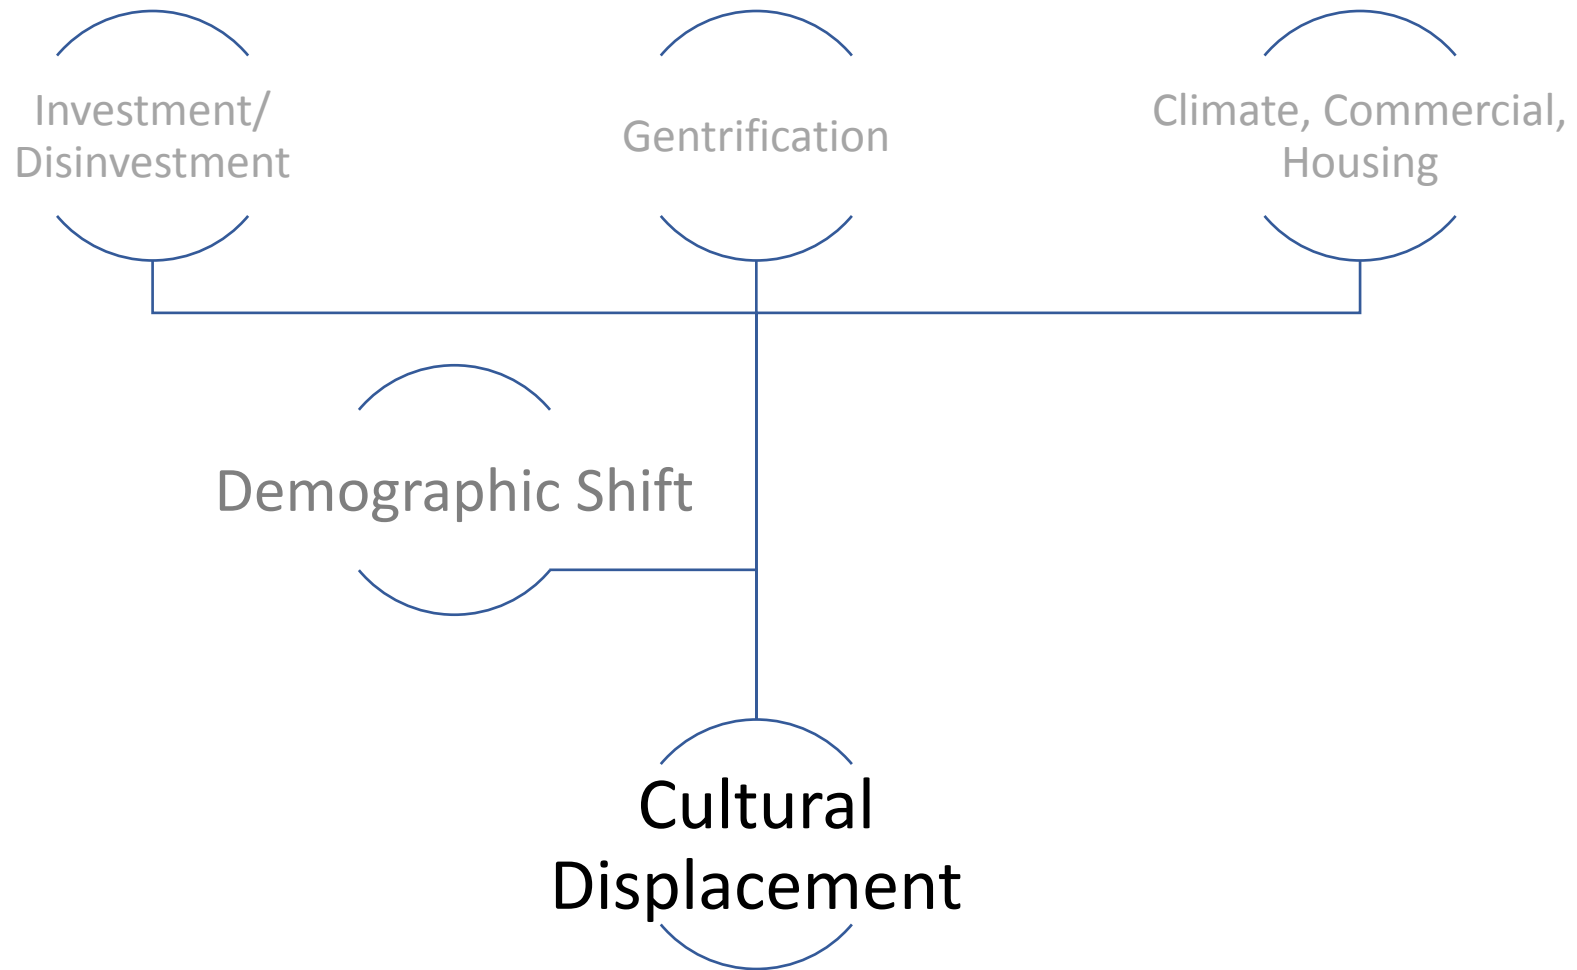 Investment/
Disinvestment
Gentrification
Climate, Commercial,
Housing
Demographic Shift
Cultural
Displacement